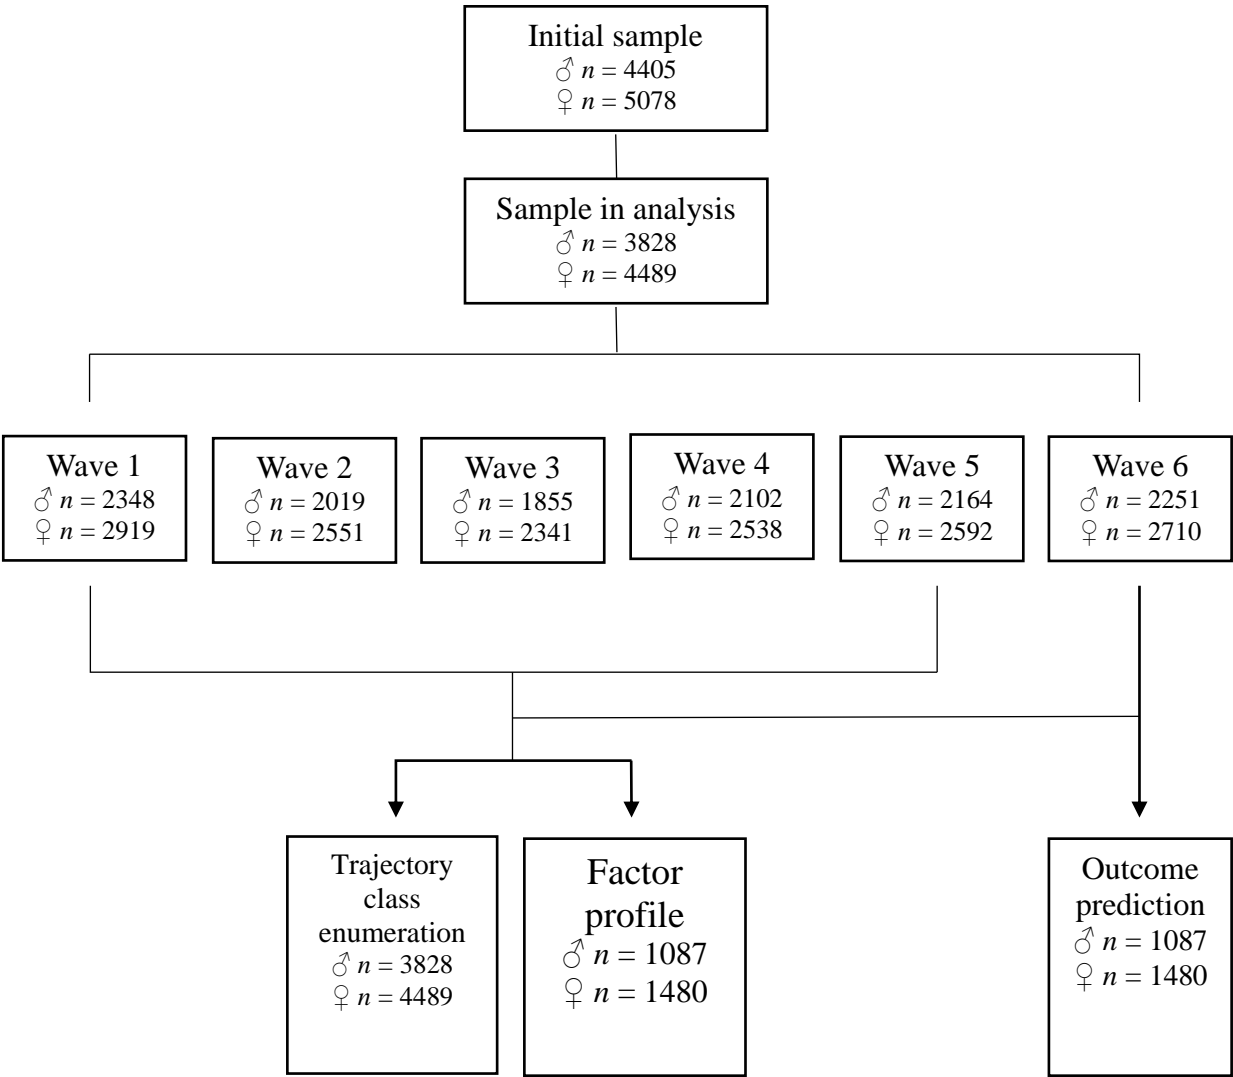 Initial sample
♂ n = 4405
♀ n = 5078
Sample in analysis
♂ n = 3828
♀ n = 4489
Wave 1
♂ n = 2348
♀ n = 2919
Wave 2
♂ n = 2019
♀ n = 2551
Wave 3
♂ n = 1855
♀ n = 2341
Wave 4
♂ n = 2102
♀ n = 2538
Wave 5
♂ n = 2164
♀ n = 2592
Wave 6
♂ n = 2251
♀ n = 2710
Trajectory
class
enumeration
♂ n = 3828
♀ n = 4489
Factor
profile
♂ n = 1087
♀ n = 1480
Outcome
prediction
♂ n = 1087
♀ n = 1480